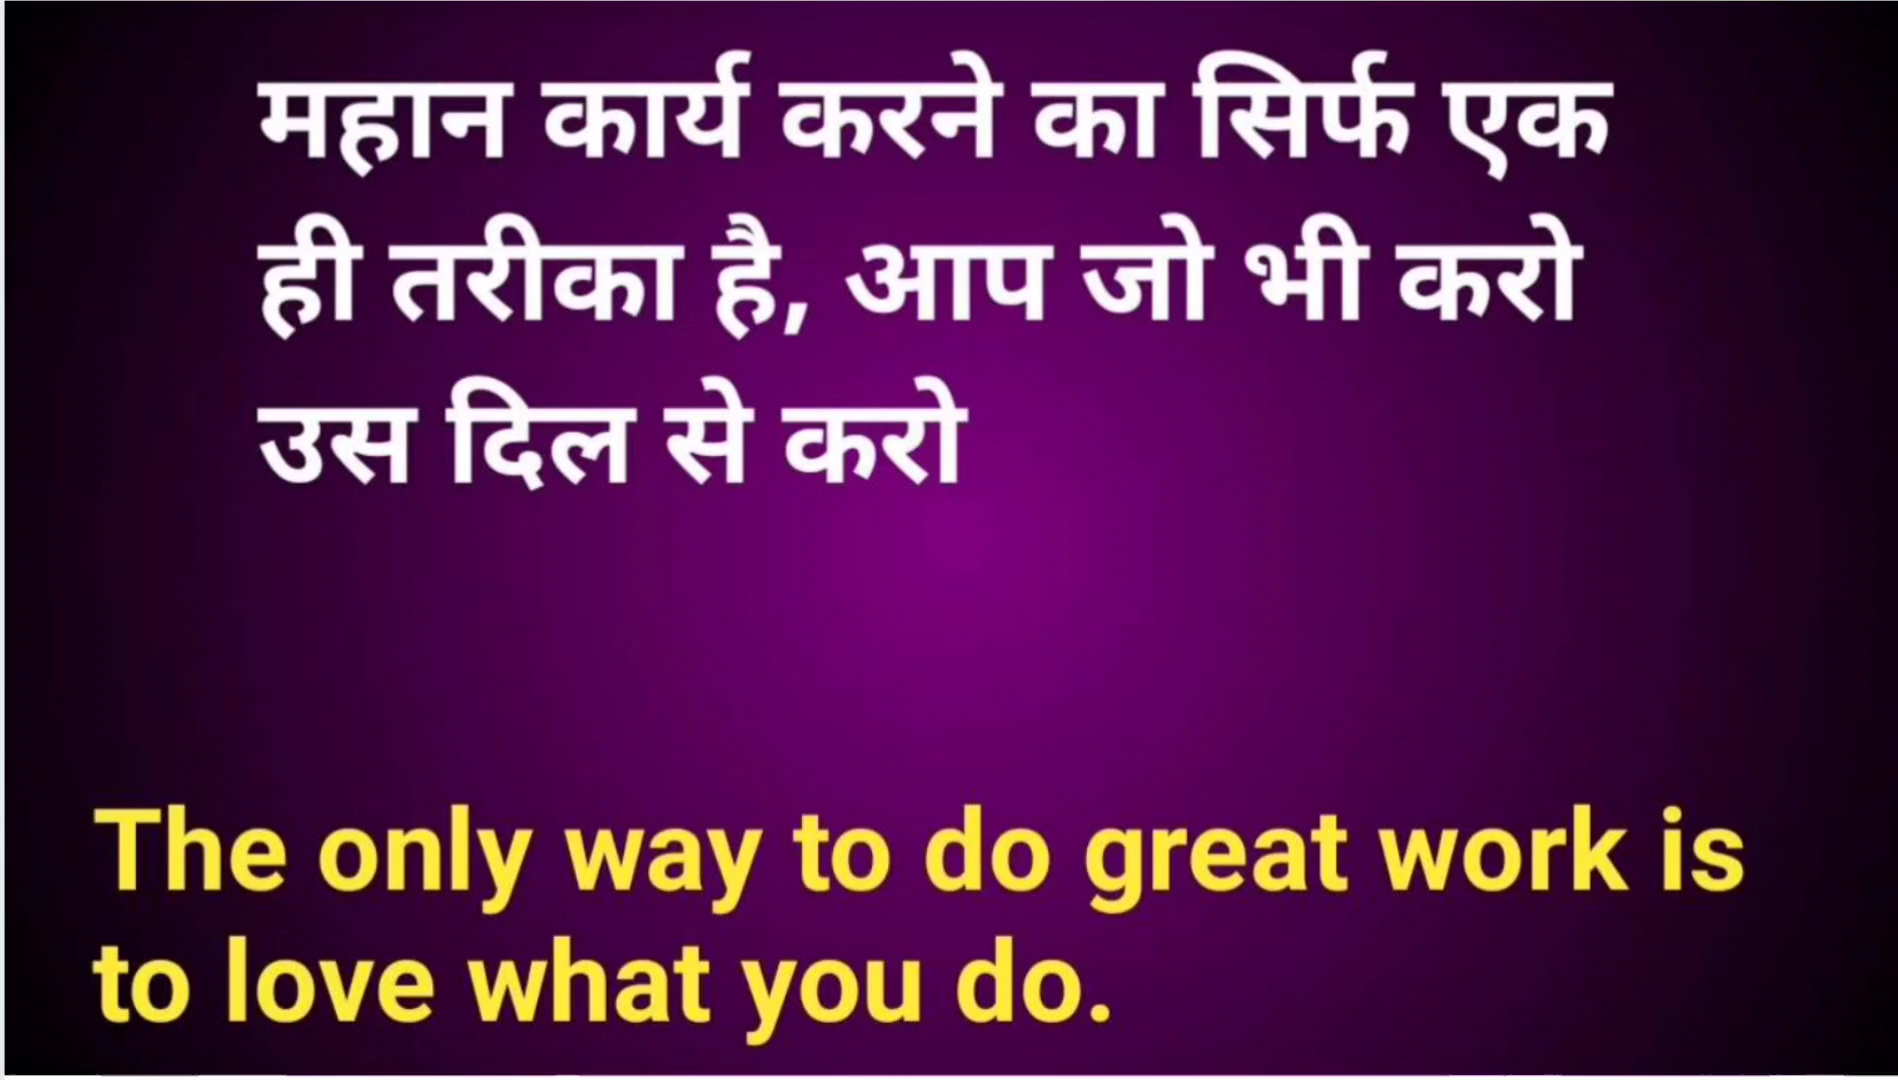 महान कार्य करने का सिर्फ एक
ही तरीका है, आप जो भी करो
उस दिल से करो
The only way to do great work is
to love what you do.